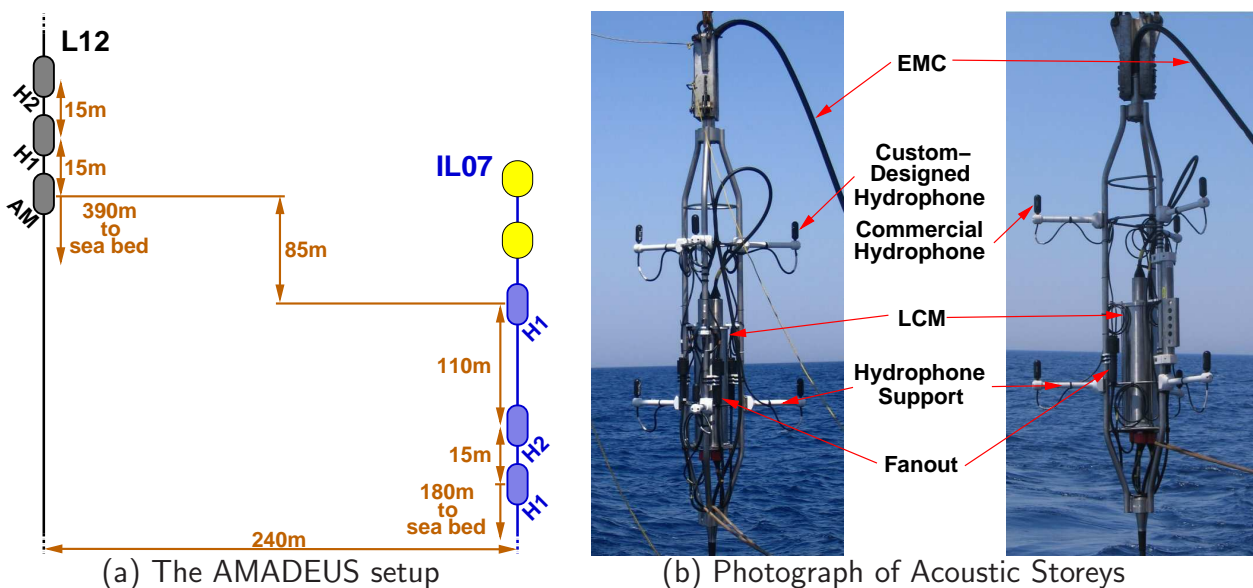 L12
H2
15m
H1
15m
AM
390m
to
sea bed
85m
IL07
H1
110m
H2
15m
H1
180m
to
sea bed
240m
(a) The AMADEUS setup
EMC
Custom–
Designed
Hydrophone
Commercial
Hydrophone
LCM
Hydrophone
Support
Fanout
(b) Photograph of Acoustic Storeys